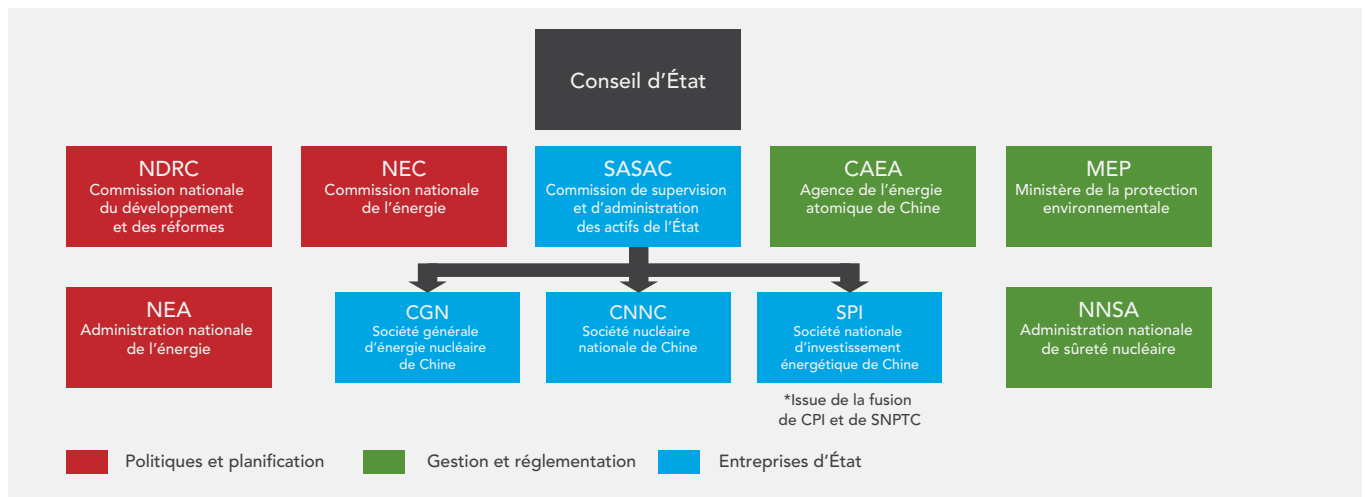 Conseil d'État
NDRC
Commission nationale
du développement
et des réformes
NEC
Commission nationale
de l'énergie
SASAC
Commission de supervision
et d'administration
des actifs de l'État
CAEA
Agence de l'énergie
atomique de Chine
MEP
Ministère de la protection
environnementale
NEA
Administration nationale
de l'énergie
CGN
Société générale
d'énergie nucléaire
de Chine
CNNC
Société nucléaire
nationale de Chine
SPI
Société nationale
d'investissement
énergétique de Chine
NNSA
Administration nationale
de sûreté nucléaire
*Issue de la fusion
de CPI et de SNPTC
Politiques et planification
Gestion et réglementation
Entreprises d'État